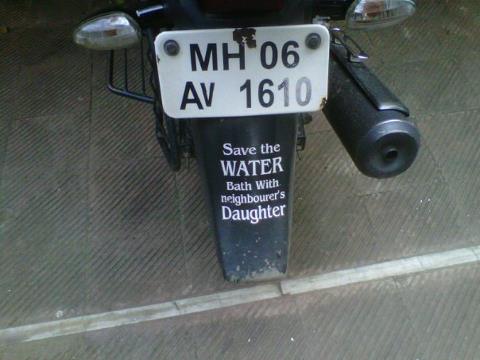 MH 06
AV 1610
Save the
WATER
Bath With
neighbourer's
Daughter